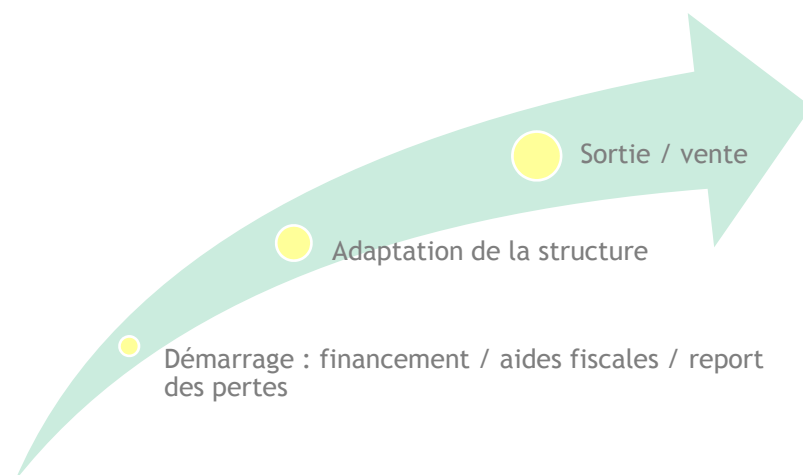 Sortie / vente
Adaptation de la structure
Démarrage : financement / aides fiscales / report
des pertes